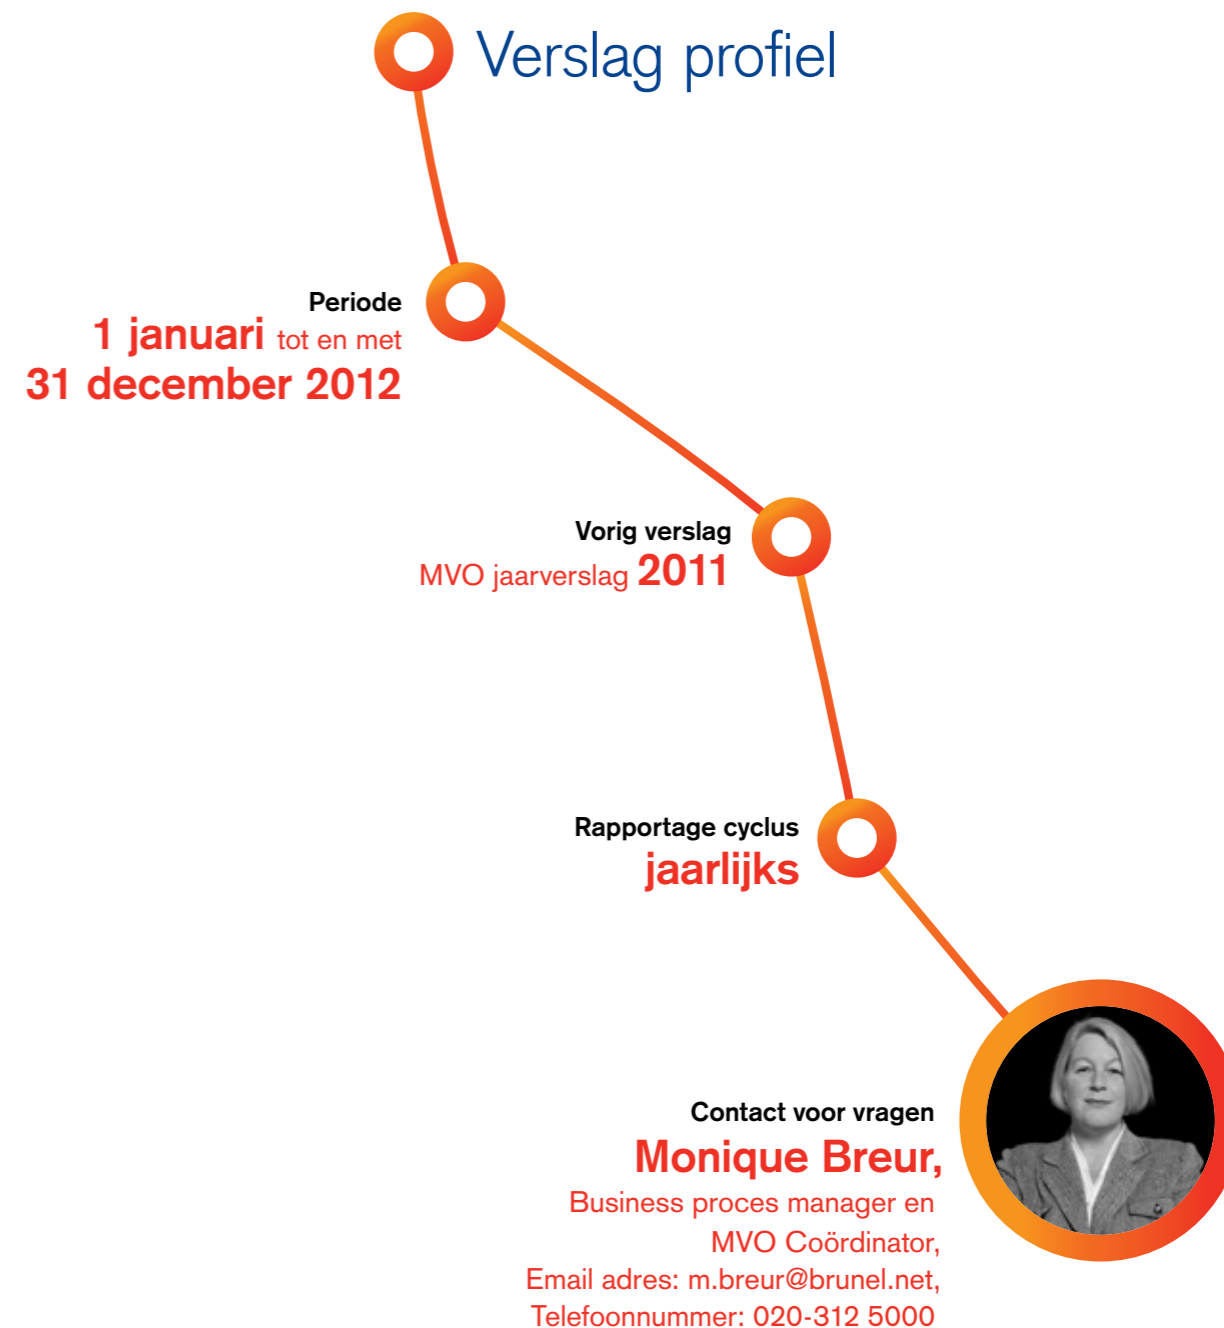 Verslag profiel
Periode
1 januari tot en met
31 december 2012
Vorig verslag
MVO jaarverslag 2011
Rapportage cyclus
jaarlijks
Contact voor vragen
Monique Breur,
Business proces manager en
MVO Coördinator,
Email adres: m.breur@brunel.net,
Telefoonnummer: 020-312 5000